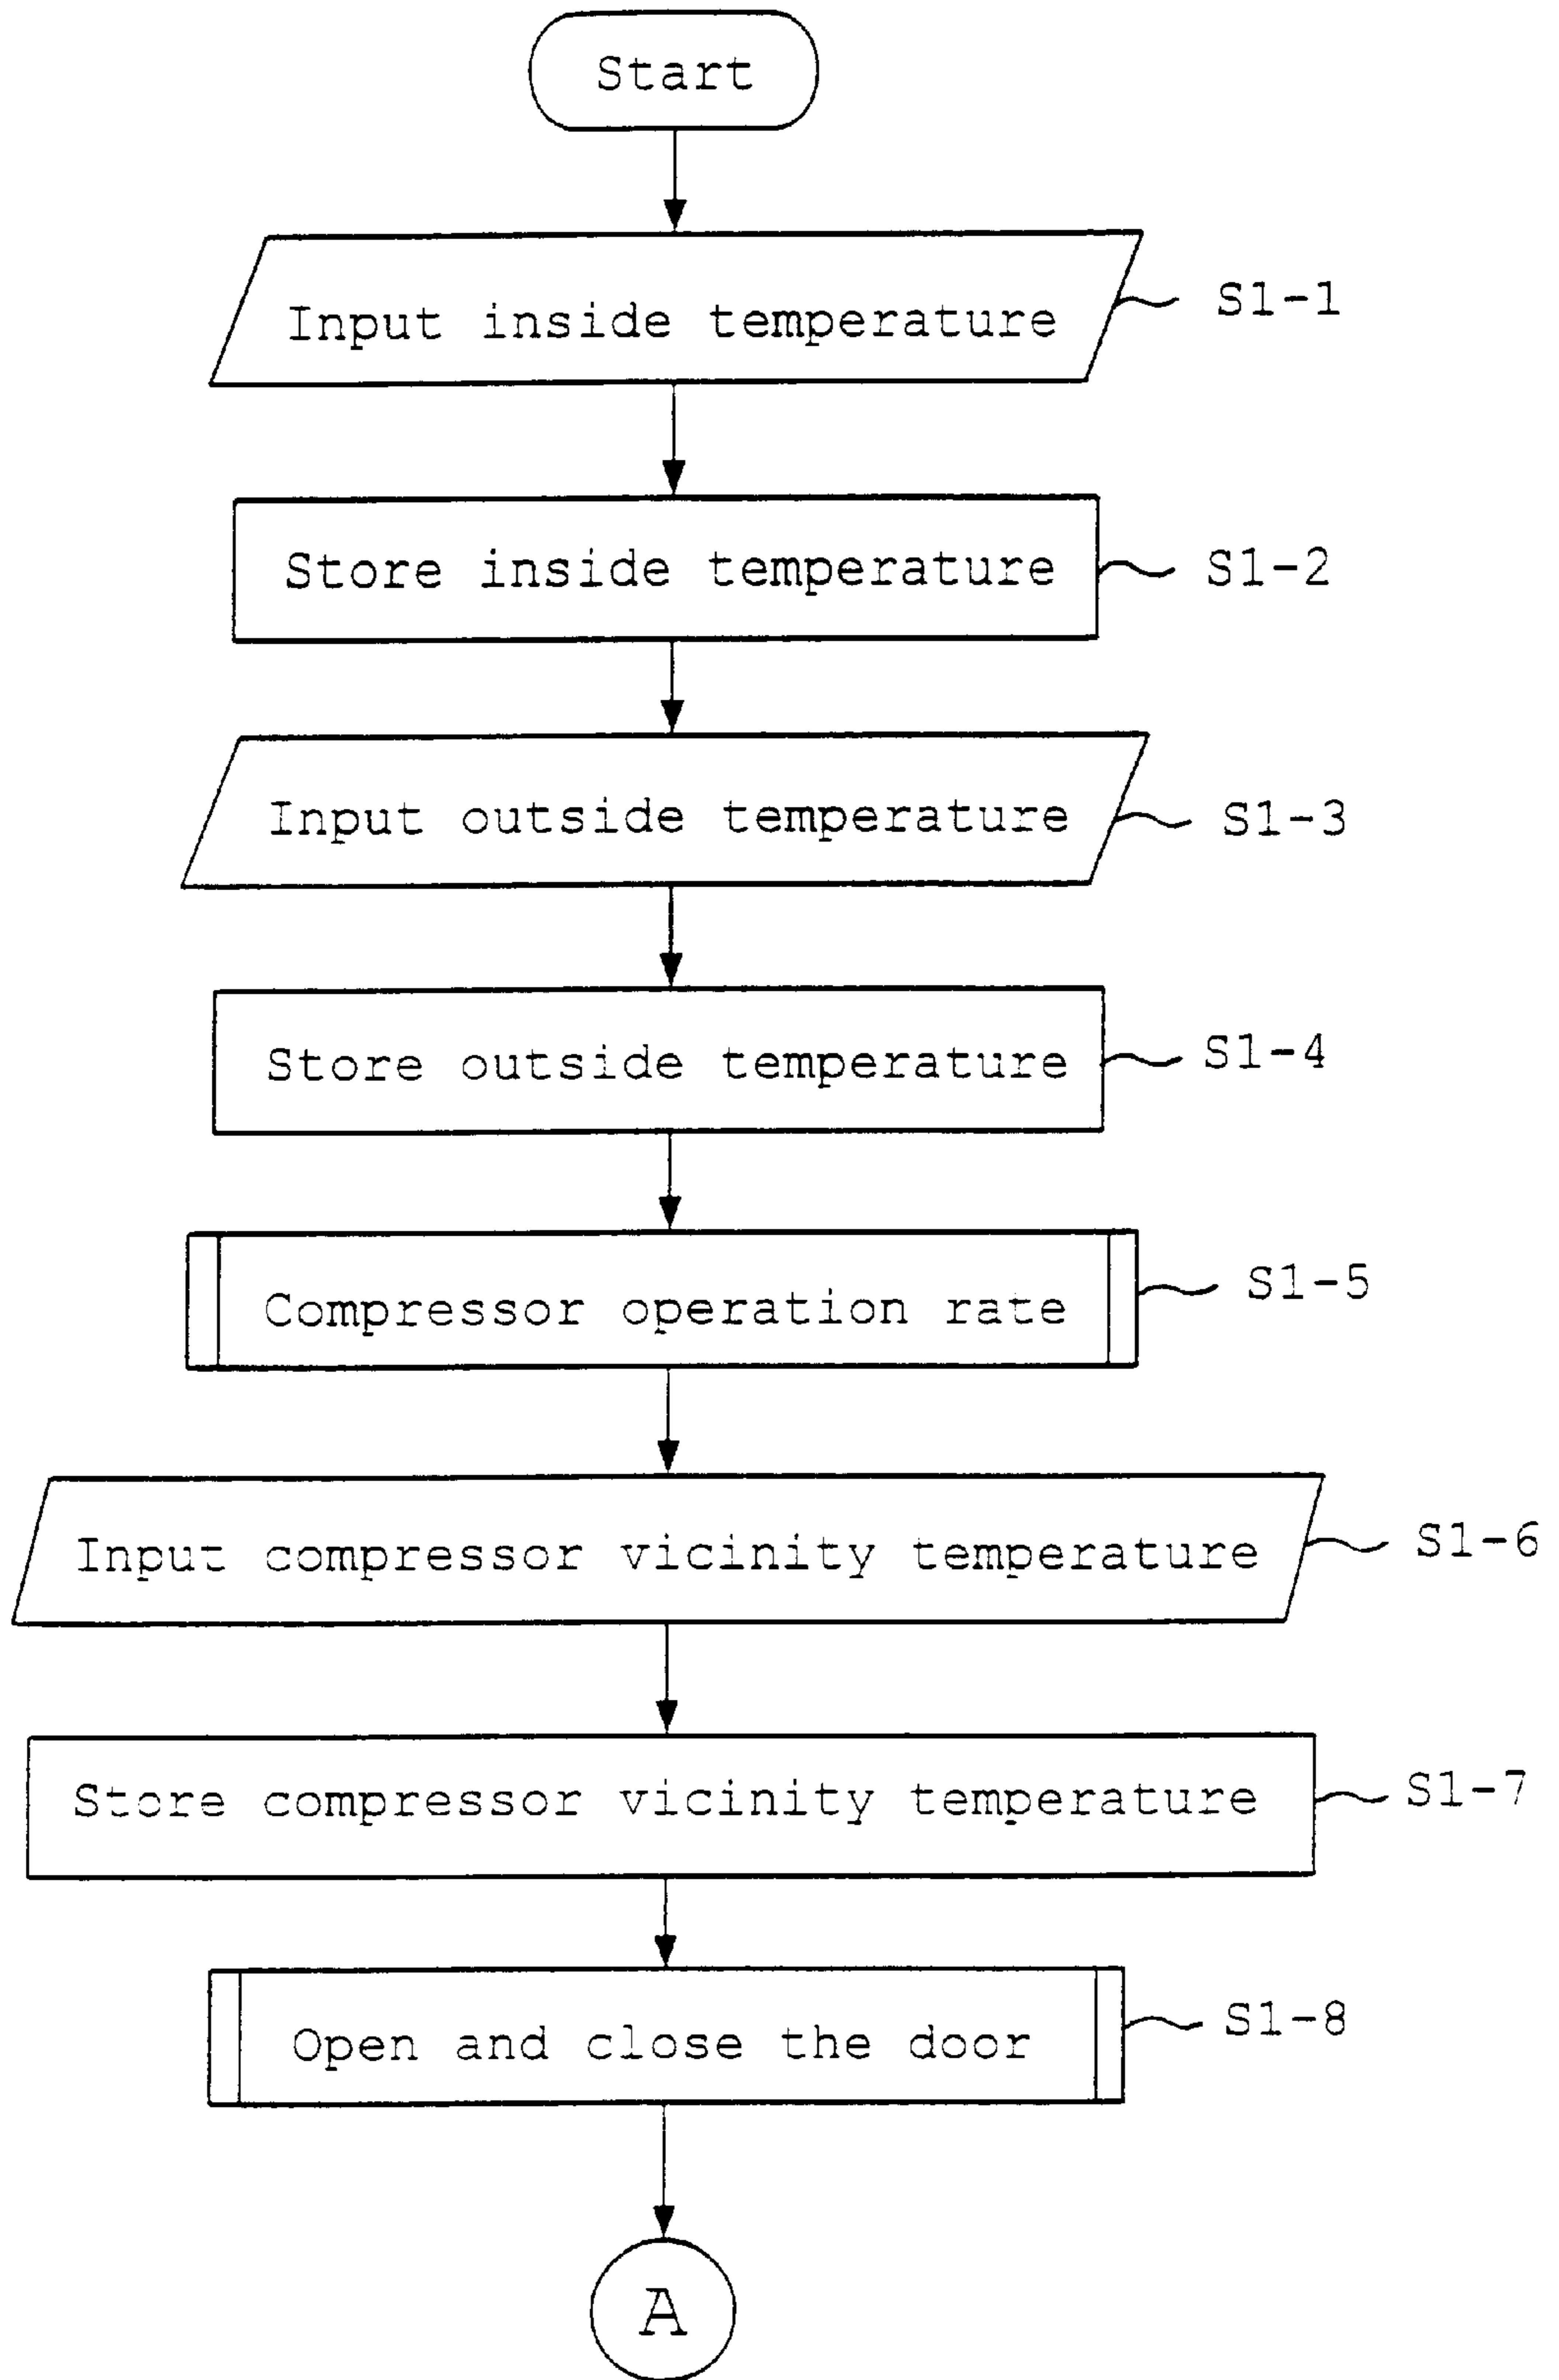 Start
Input inside temperature S1-1
Store inside temperature S1-2
Input outside temperature S1-3
Store outside temperature S1-4
Compressor operation rate S1-5
Input compressor vicinity temperature S1-6
Store compressor vicinity temperature S1-7
Open and close the door S1-8
A